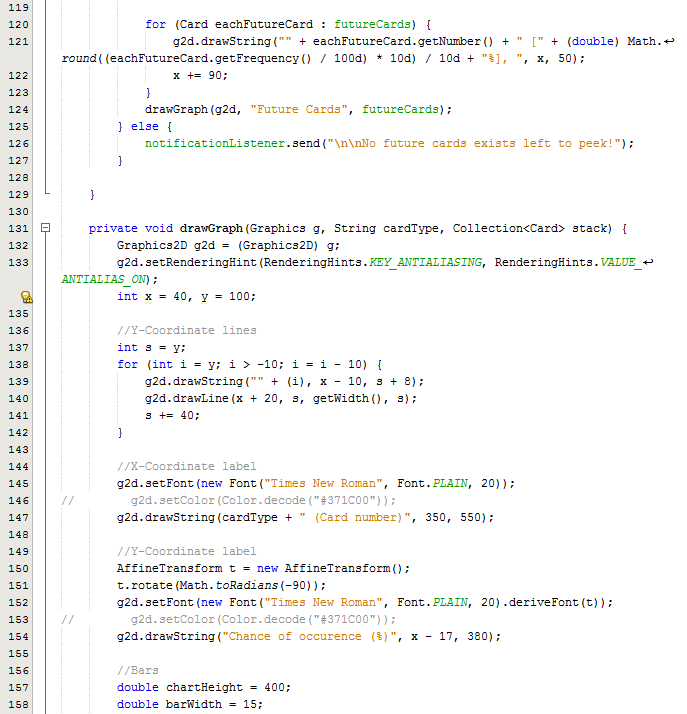 119
120 for (Card eachFutureCard : futureCards) {
121 g2d.drawString("" + eachFutureCard.getNumber() + " [" + (double) Math.↩
round((eachFutureCard.getFrequency() / 100d) * 10d) / 10d + "%], ", x, 50);
122 x += 90;
123 }
124 drawGraph(g2d, "Future Cards", futureCards);
125 } else {
126 notificationListener.send("\n\nNo future cards exists left to peek!");
127 }
128
129 }
130
131 private void drawGraph(Graphics g, String cardType, Collection<Card> stack) {
132 Graphics2D g2d = (Graphics2D) g;
133 g2d.setRenderingHint(RenderingHints.KEY_ANTIALIASING, RenderingHints.VALUE_↩
ANTIALIAS_ON);
int x = 40, y = 100;
135
136 //Y-Coordinate lines
137 int s = y;
138 for (int i = y; i > -10; i = i - 10) {
139 g2d.drawString("" + (i), x - 10, s + 8);
140 g2d.drawLine(x + 20, s, getWidth(), s);
141 s += 40;
142 }
143
144 //X-Coordinate label
145 g2d.setFont(new Font("Times New Roman", Font.PLAIN, 20));
146 // g2d.setColor(Color.decode("#371C00"));
147 g2d.drawString(cardType + " (Card number)", 350, 550);
148
149 //Y-Coordinate label
150 AffineTransform t = new AffineTransform();
151 t.rotate(Math.toRadians(-90));
152 g2d.setFont(new Font("Times New Roman", Font.PLAIN, 20).deriveFont(t));
153 // g2d.setColor(Color.decode("#371C00"));
154 g2d.drawString("Chance of occurence (%)", x - 17, 380);
155
156 //Bars
157 double chartHeight = 400;
158 double barWidth = 15;